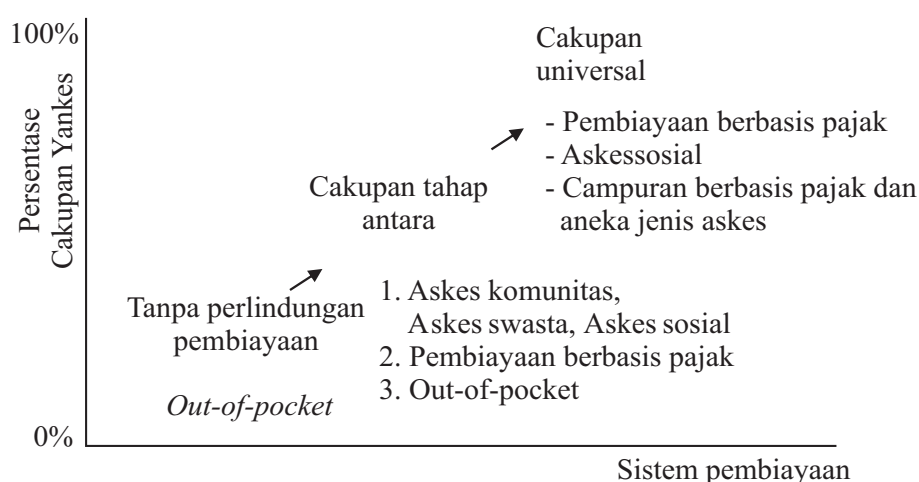 100%
Persentase
Cakupan Yankes
0%
Cakupan
universal
- Pembiayaan berbasis pajak
- Askessosial
- Campuran berbasis pajak dan
aneka jenis askes
Cakupan tahap
antara
1. Askes komunitas,
Askes swasta, Askes sosial
2. Pembiayaan berbasis pajak
3. Out-of-pocket
Tanpa perlindungan
pembiayaan
Out-of-pocket
Sistem pembiayaan